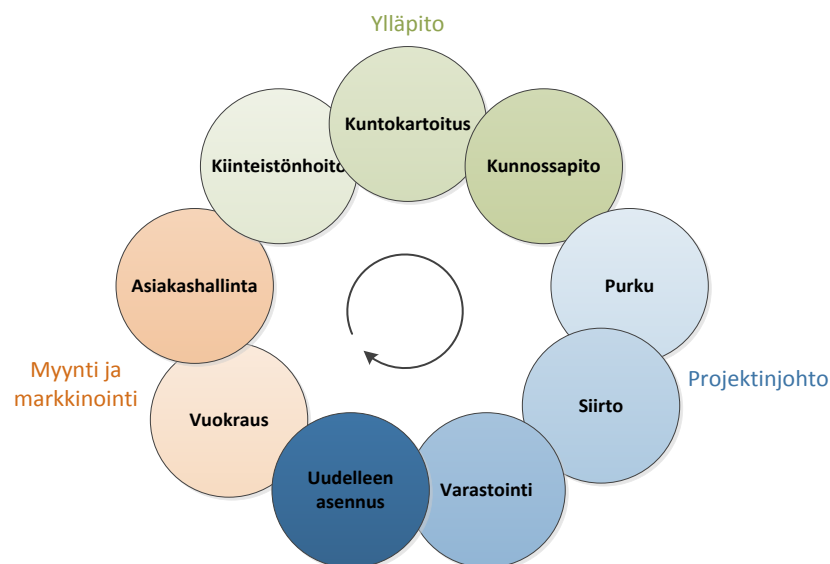 Ylläpito
Kuntokartoitus
Kiinteistönhoito
Kunnossapito
Asiakashallinta
Purku
Myynti ja
markkinointi
Projektinjohto
Vuokraus
Siirto
Uudelleen
asennus
Varastointi